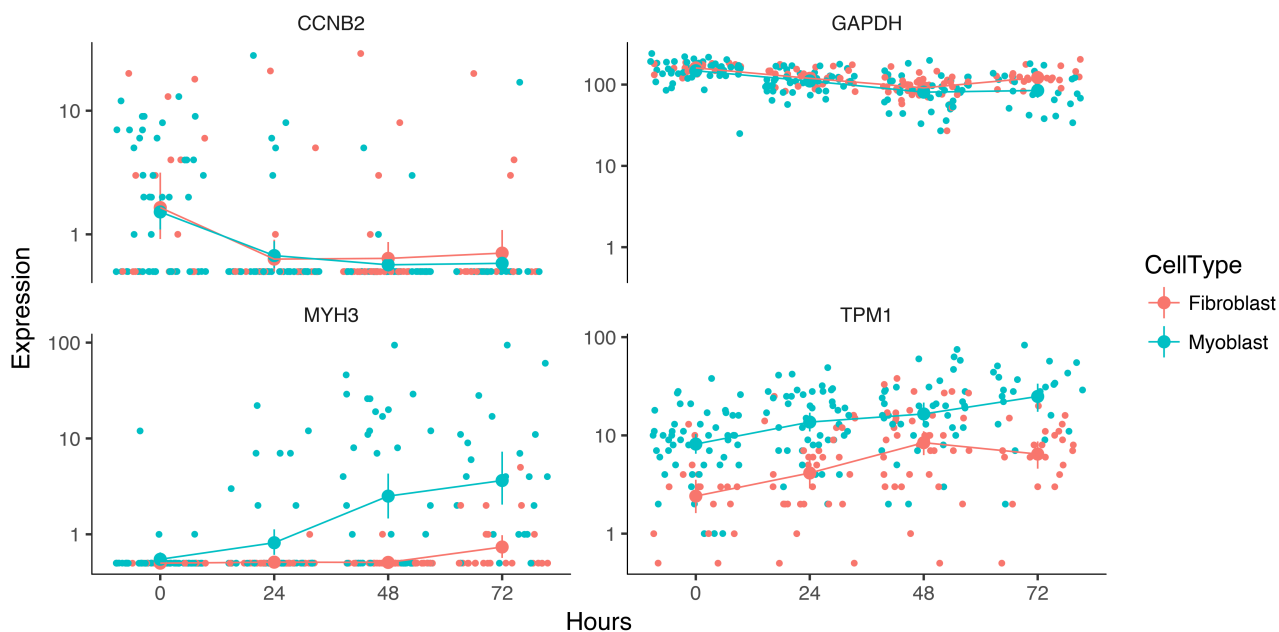 CCNB2
GAPDH
10
1
100
10
1
Expression
MYH3
TPM1
100
10
1
100
10
1
0 24 48 72
0 24 48 72
Hours
CellType
Fibroblast
Myoblast